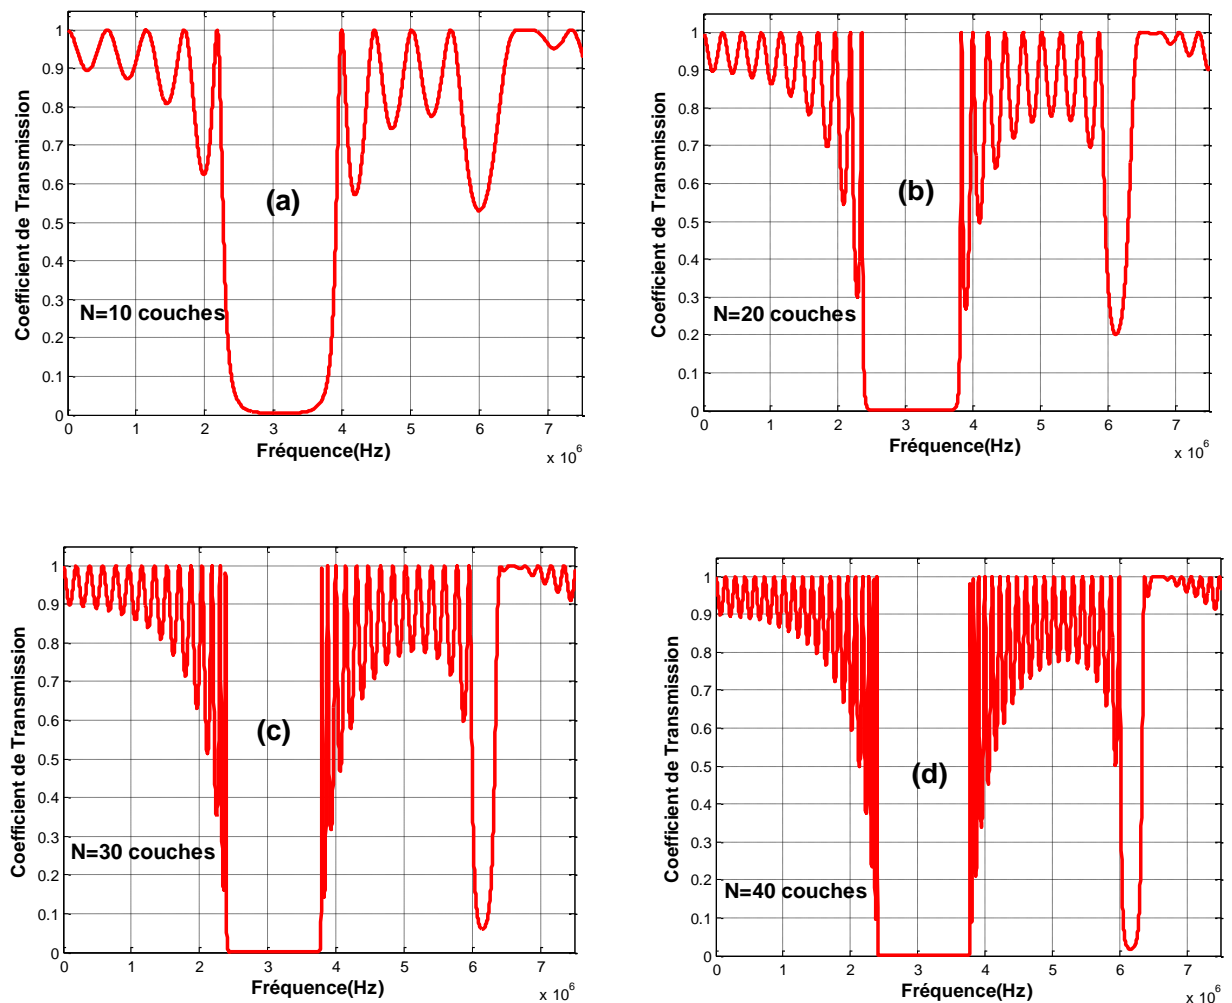 1
0.9
0.8
0.7
0.6
0.5
0.4
0.3
0.2
0.1
0
0 1 2 3 4 5 6 7
x 10^6
Fréquence(Hz)
Coefficient de Transmission
(a)
N=10 couches
1
0.9
0.8
0.7
0.6
0.5
0.4
0.3
0.2
0.1
0
0 1 2 3 4 5 6 7
x 10^6
Fréquence(Hz)
Coefficient de Transmission
(b)
N=20 couches
1
0.9
0.8
0.7
0.6
0.5
0.4
0.3
0.2
0.1
0
0 1 2 3 4 5 6 7
x 10^6
Fréquence(Hz)
Coefficient de Transmission
(c)
N=30 couches
1
0.9
0.8
0.7
0.6
0.5
0.4
0.3
0.2
0.1
0
0 1 2 3 4 5 6 7
x 10^6
Fréquence(Hz)
Coefficient de Transmission
(d)
N=40 couches